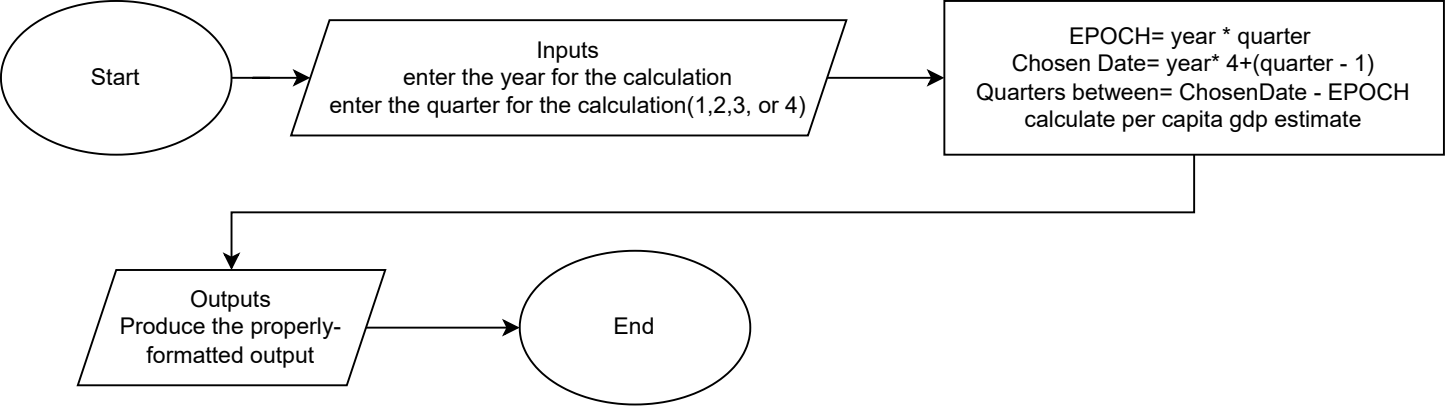 Start
Inputs
enter the year for the calculation
enter the quarter for the calculation(1,2,3, or 4)
EPOCH= year * quarter
Chosen Date= year* 4+(quarter - 1)
Quarters between= ChosenDate - EPOCH
calculate per capita gdp estimate
Outputs
Produce the properly-
formatted output
End